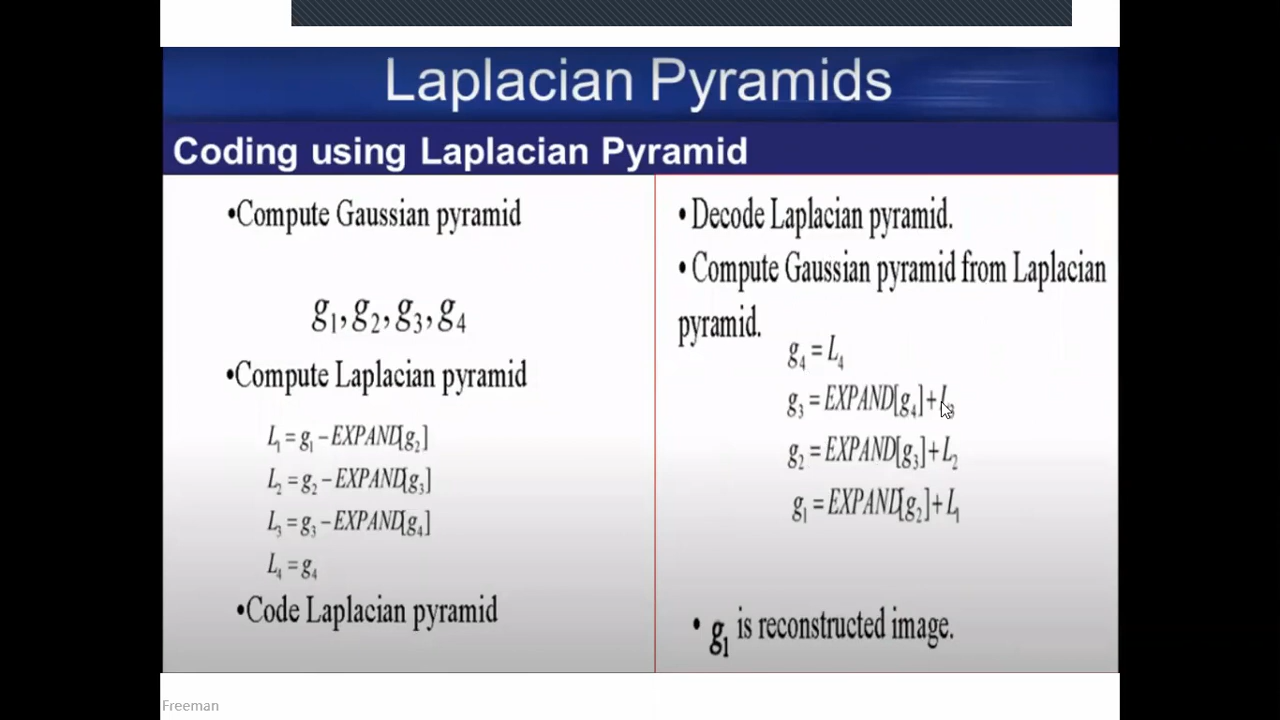 Laplacian Pyramids
Coding using Laplacian Pyramid
•Compute Gaussian pyramid
g₁,g₂,g₃,g₄
•Compute Laplacian pyramid
L₁ = g₁ – EXPAND[g₂]
L₂ = g₂ – EXPAND[g₃]
L₃ = g₃ – EXPAND[g₄]
L₄ = g₄
•Code Laplacian pyramid
• Decode Laplacian pyramid.
• Compute Gaussian pyramid from Laplacian
pyramid.
g₄ = L₄
g₃ = EXPAND[g₄]+L₃
g₂ = EXPAND[g₃]+L₂
g₁ = EXPAND[g₂]+L₁
• g₁ is reconstructed image.
Freeman